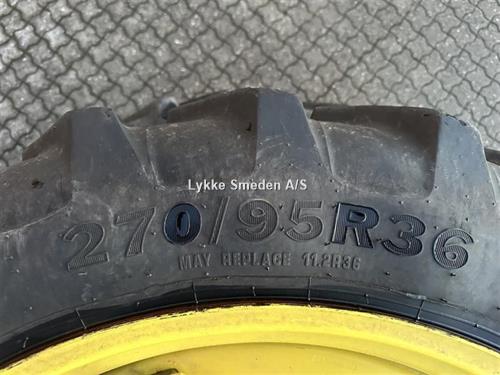 Lykke Smeden A/S
270/95R36
MAY REPLACE 11.2R36